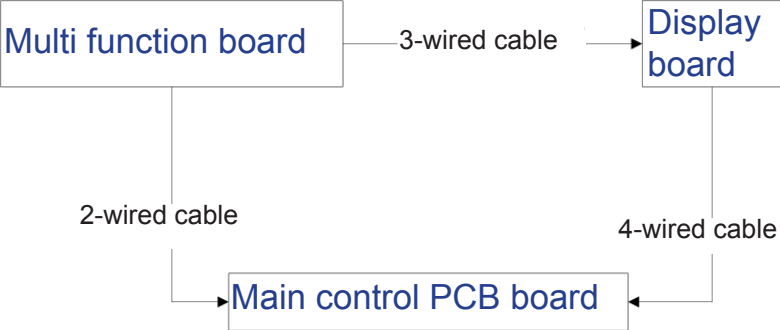 Multi function board
3-wired cable
Display
board
2-wired cable
4-wired cable
Main control PCB board